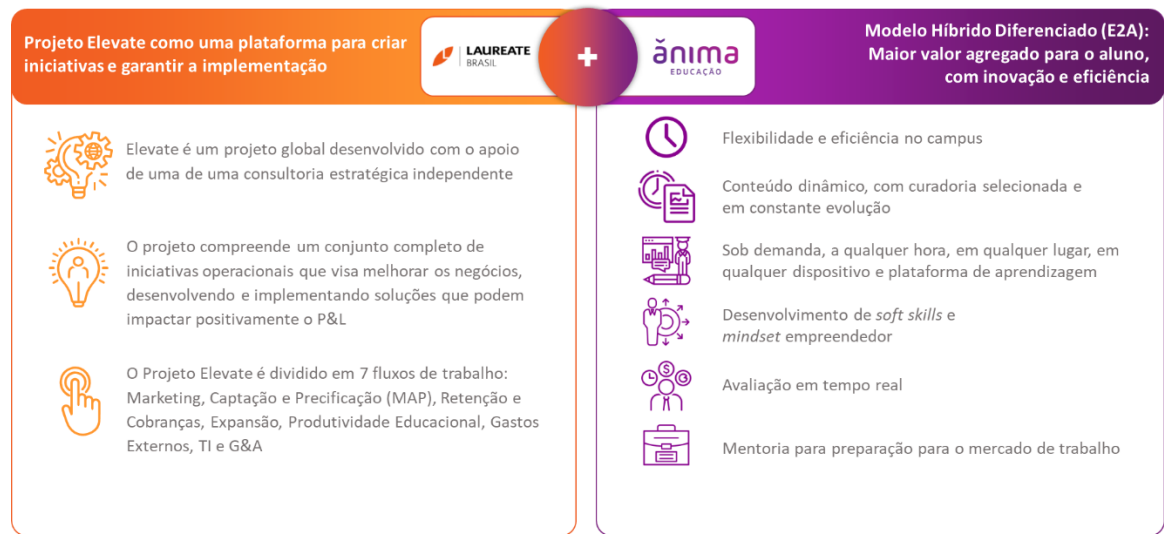 Projeto Elevate como uma plataforma para criar
iniciativas e garantir a implementação
LAUREATE
BRASIL
+
ănima
EDUCAÇÃO
Modelo Híbrido Diferenciado (E2A):
Maior valor agregado para o aluno,
com inovação e eficiência
Elevate é um projeto global desenvolvido com o apoio
de uma de uma consultoria estratégica independente
O projeto compreende um conjunto completo de
iniciativas operacionais que visa melhorar os negócios,
desenvolvendo e implementando soluções que podem
impactar positivamente o P&L
O Projeto Elevate é dividido em 7 fluxos de trabalho:
Marketing, Captação e Precificação (MAP), Retenção e
Cobranças, Expansão, Produtividade Educacional, Gastos
Externos, TI e G&A
Flexibilidade e eficiência no campus
Conteúdo dinâmico, com curadoria selecionada e
em constante evolução
Sob demanda, a qualquer hora, em qualquer lugar, em
qualquer dispositivo e plataforma de aprendizagem
Desenvolvimento de soft skills e
mindset empreendedor
Avaliação em tempo real
Mentoria para preparação para o mercado de trabalho